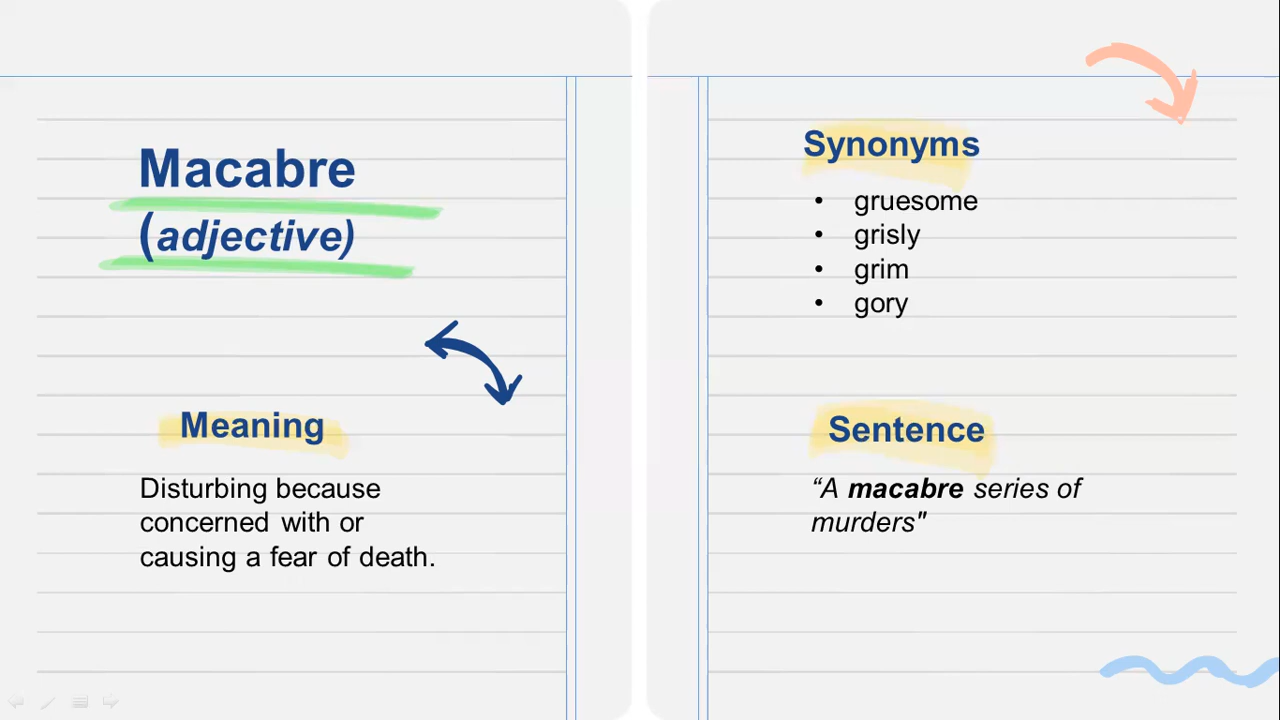 Macabre
(adjective)
Meaning
Disturbing because
concerned with or
causing a fear of death.
Synonyms
• gruesome
• grisly
• grim
• gory
Sentence
“A macabre series of
murders"